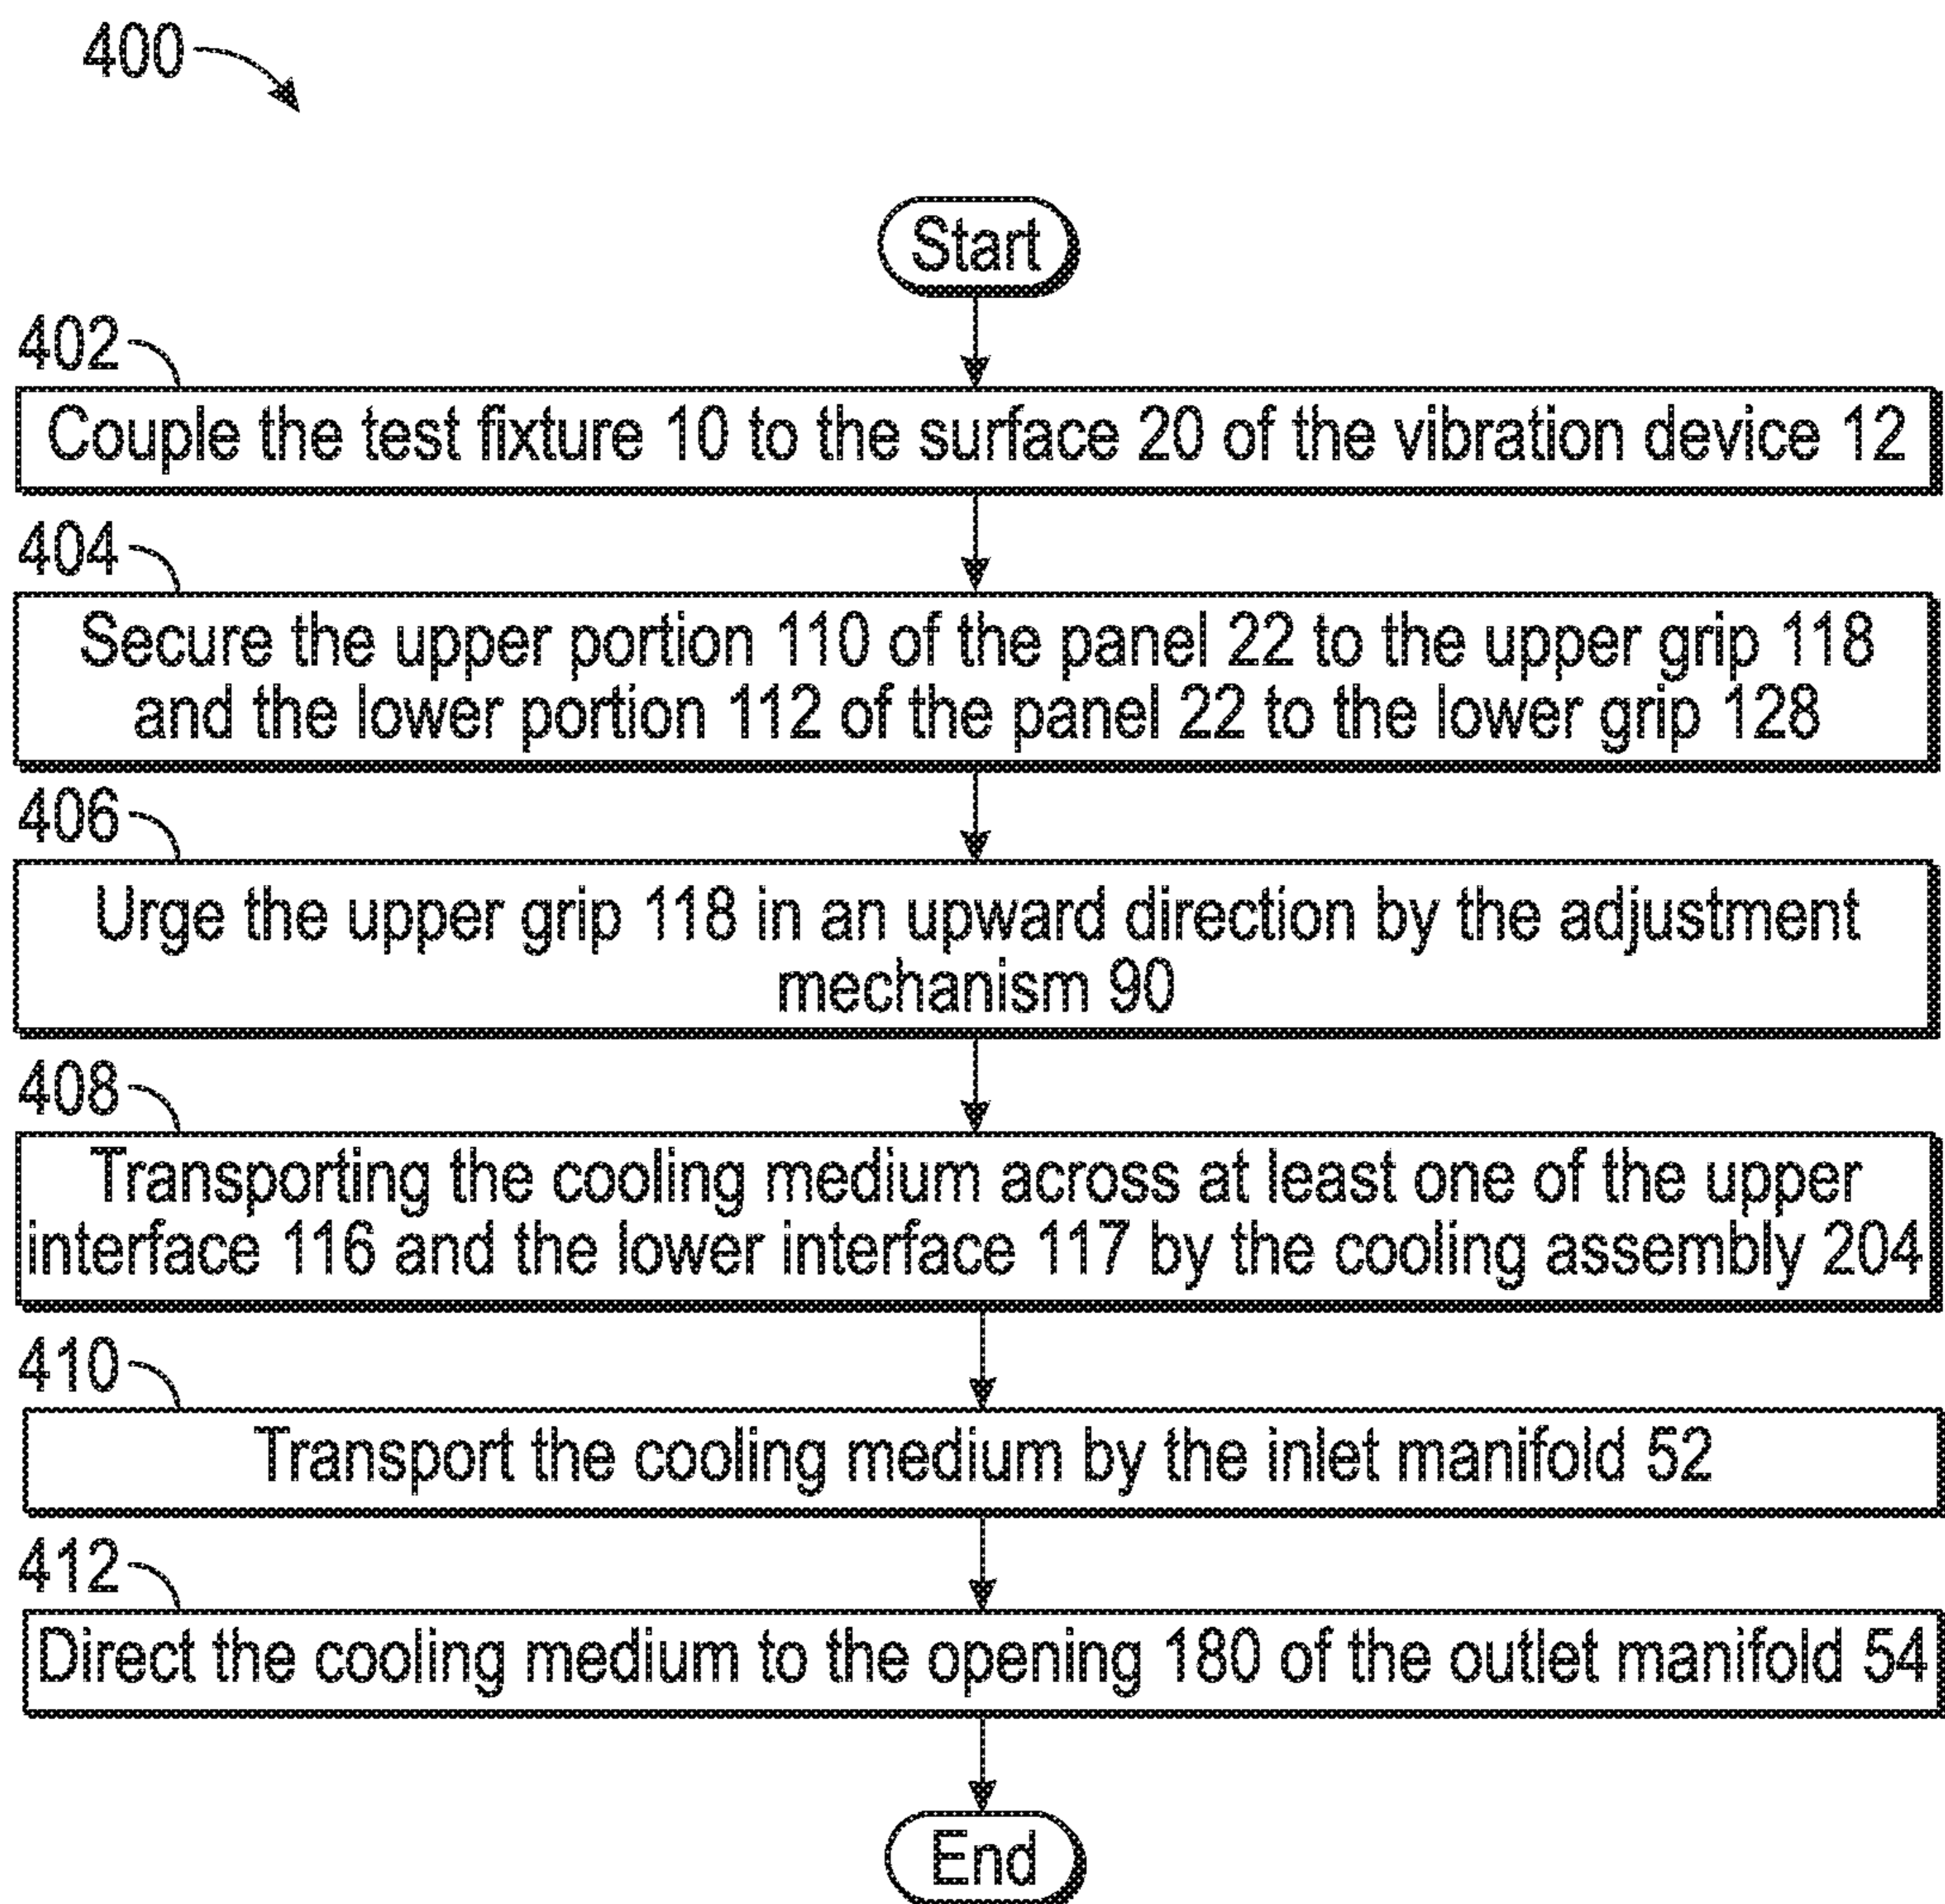 400
Start
402
Couple the test fixture 10 to the surface 20 of the vibration device 12
404
Secure the upper portion 110 of the panel 22 to the upper grip 118
and the lower portion 112 of the panel 22 to the lower grip 128
406
Urge the upper grip 118 in an upward direction by the adjustment
mechanism 90
408
Transporting the cooling medium across at least one of the upper
interface 116 and the lower interface 117 by the cooling assembly 204
410
Transport the cooling medium by the inlet manifold 52
412
Direct the cooling medium to the opening 180 of the outlet manifold 54
End